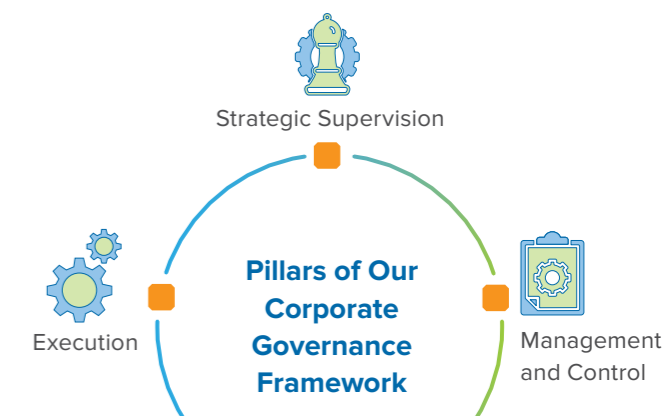 Strategic Supervision
Pillars of Our
Corporate
Governance
Framework
Execution
Management
and Control